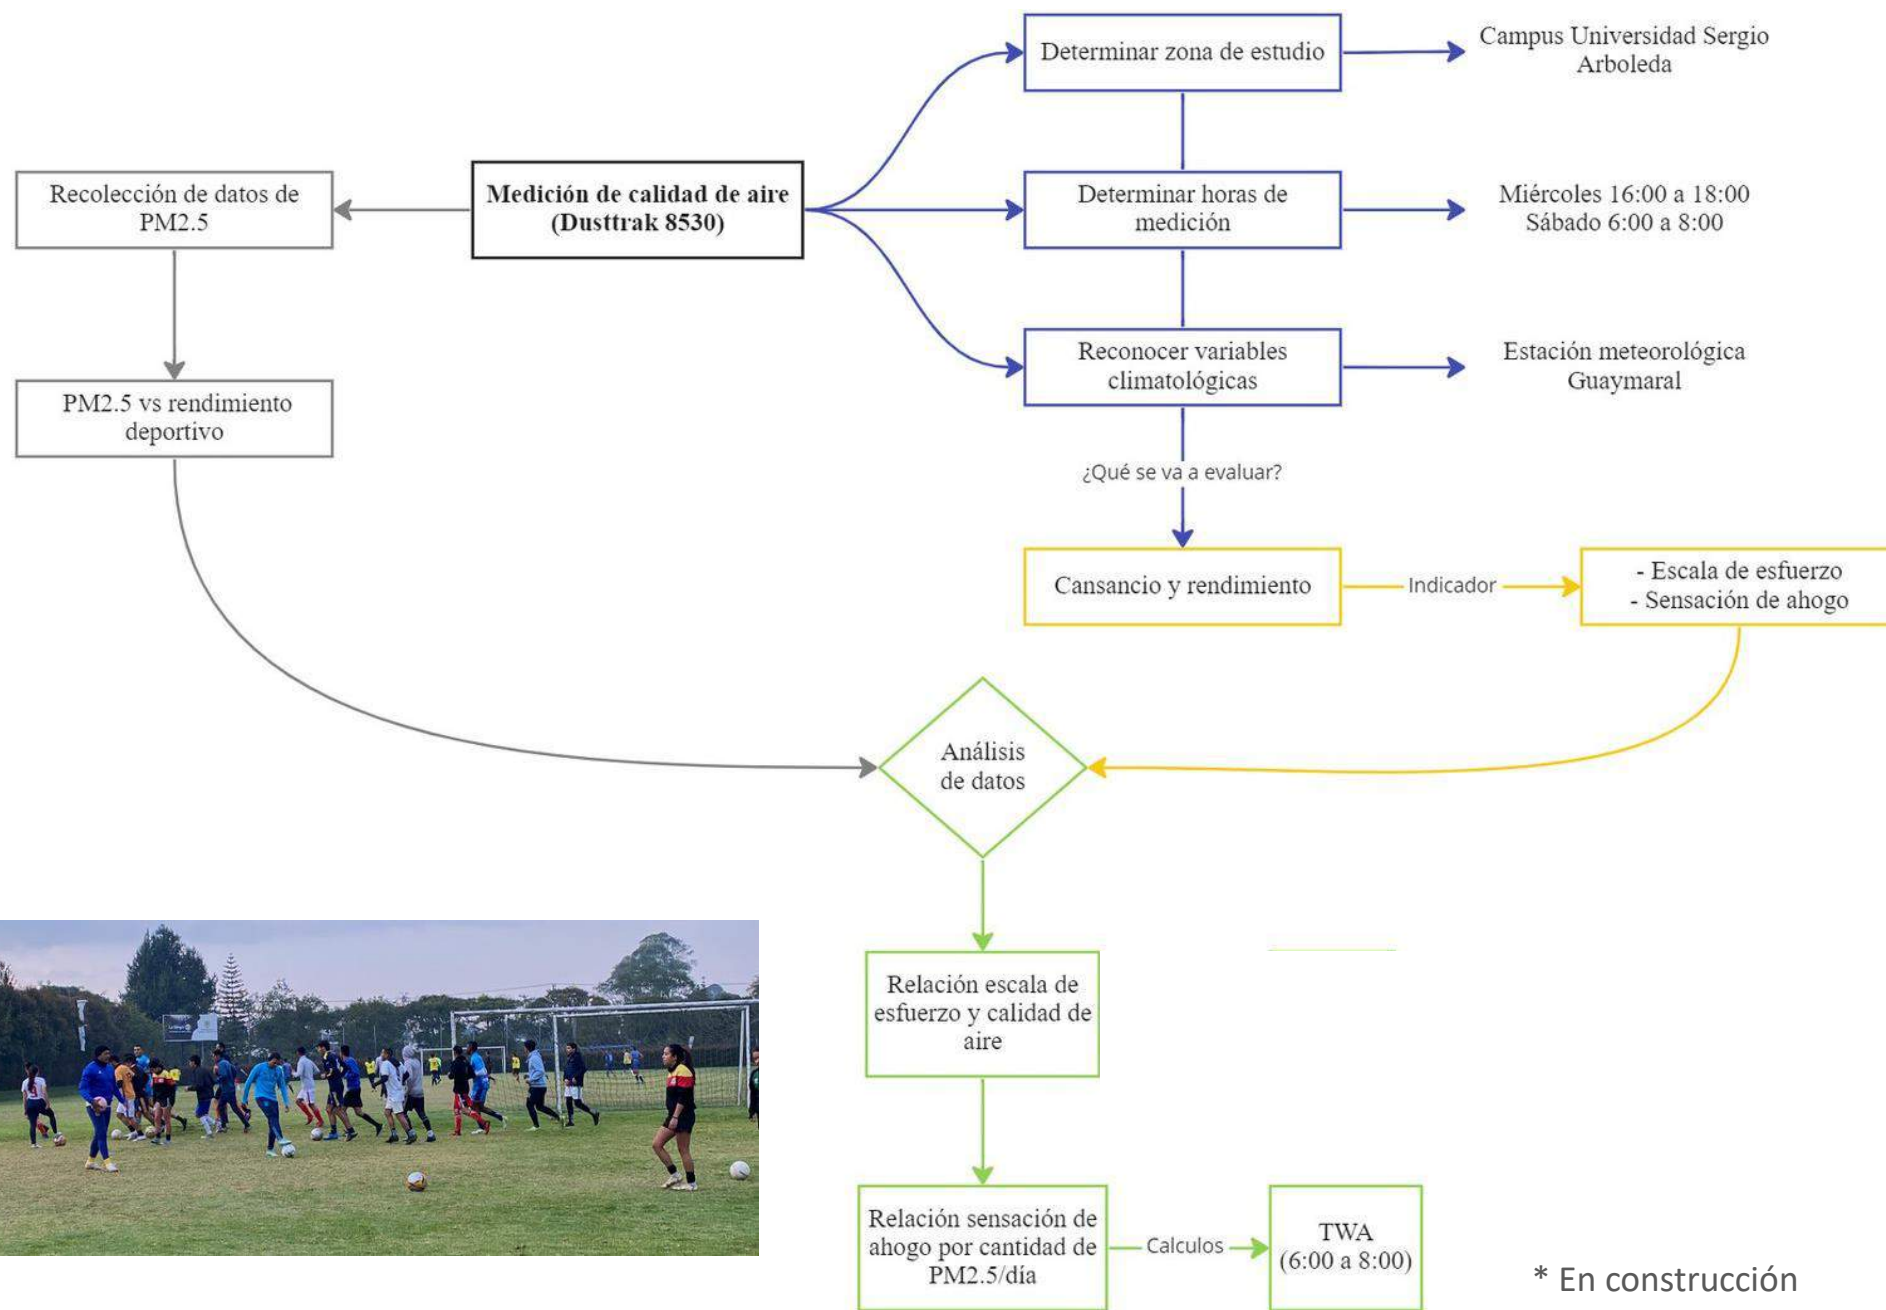 Determinar zona de estudio
Campus Universidad Sergio
Arboleda
Recolección de datos de
PM2.5
Medición de calidad de aire
(Dusttrak 8530)
Determinar horas de
medición
Miércoles 16:00 a 18:00
Sábado 6:00 a 8:00
PM2.5 vs rendimiento
deportivo
Reconocer variables
climatológicas
Estación meteorológica
Guaymaral
¿Qué se va a evaluar?
Cansancio y rendimiento
Indicador
- Escala de esfuerzo
- Sensación de ahogo
Análisis
de datos
Relación escala de
esfuerzo y calidad de
aire
Relación sensación de
ahogo por cantidad de
PM2.5/día
Calculos
TWA
(6:00 a 8:00)
* En construcción